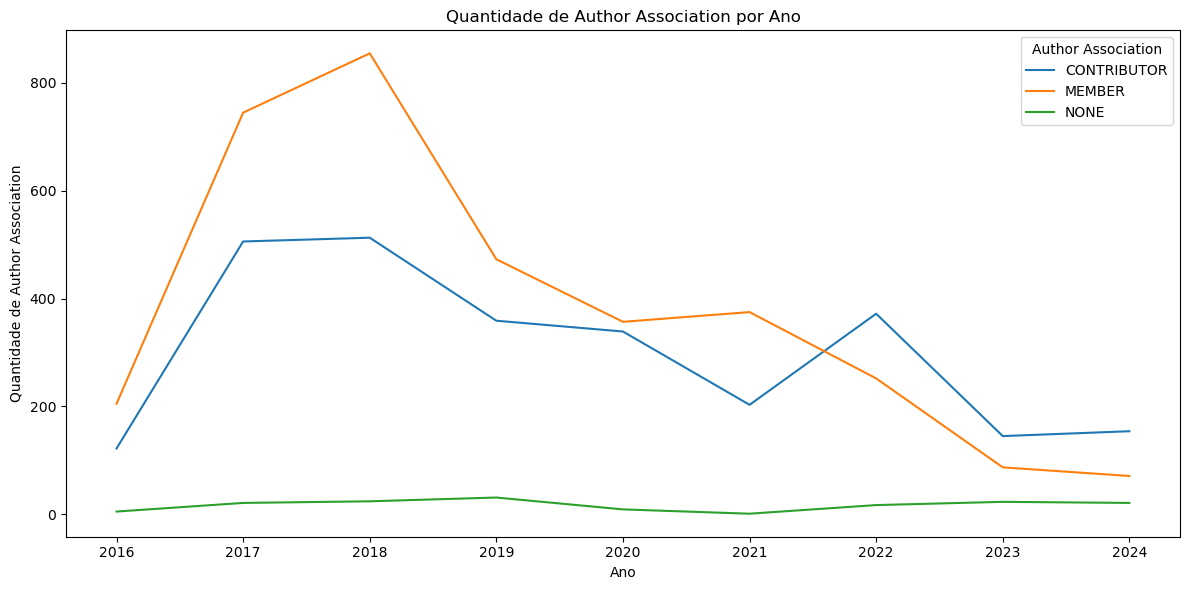 Quantidade de Author Association por Ano
Author Association
CONTRIBUTOR
MEMBER
NONE
Quantidade de Author Association
800
600
400
200
0
2016 2017 2018 2019 2020 2021 2022 2023 2024
Ano